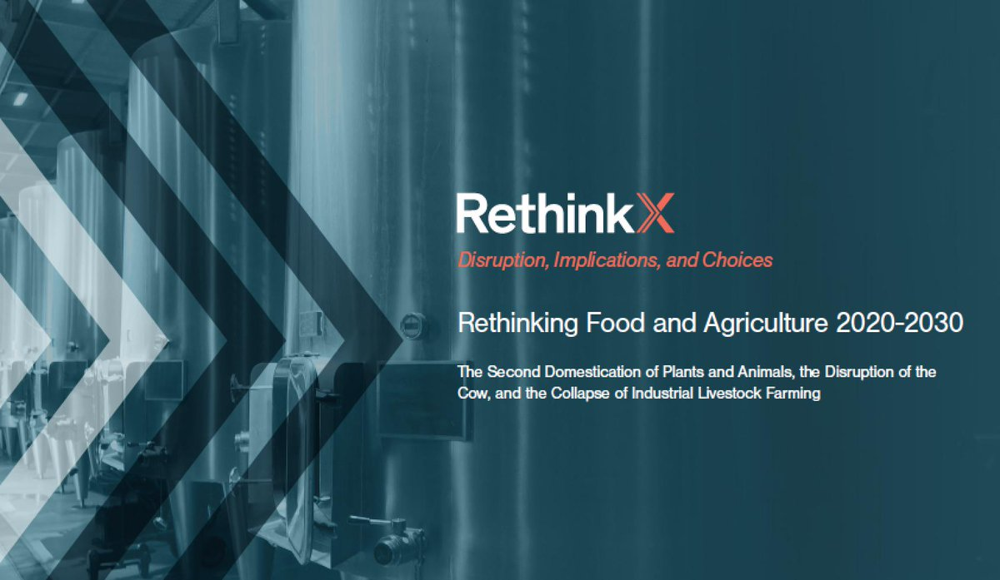 RethinkX
Disruption, Implications, and Choices
Rethinking Food and Agriculture 2020-2030
The Second Domestication of Plants and Animals, the Disruption of the
Cow, and the Collapse of Industrial Livestock Farming